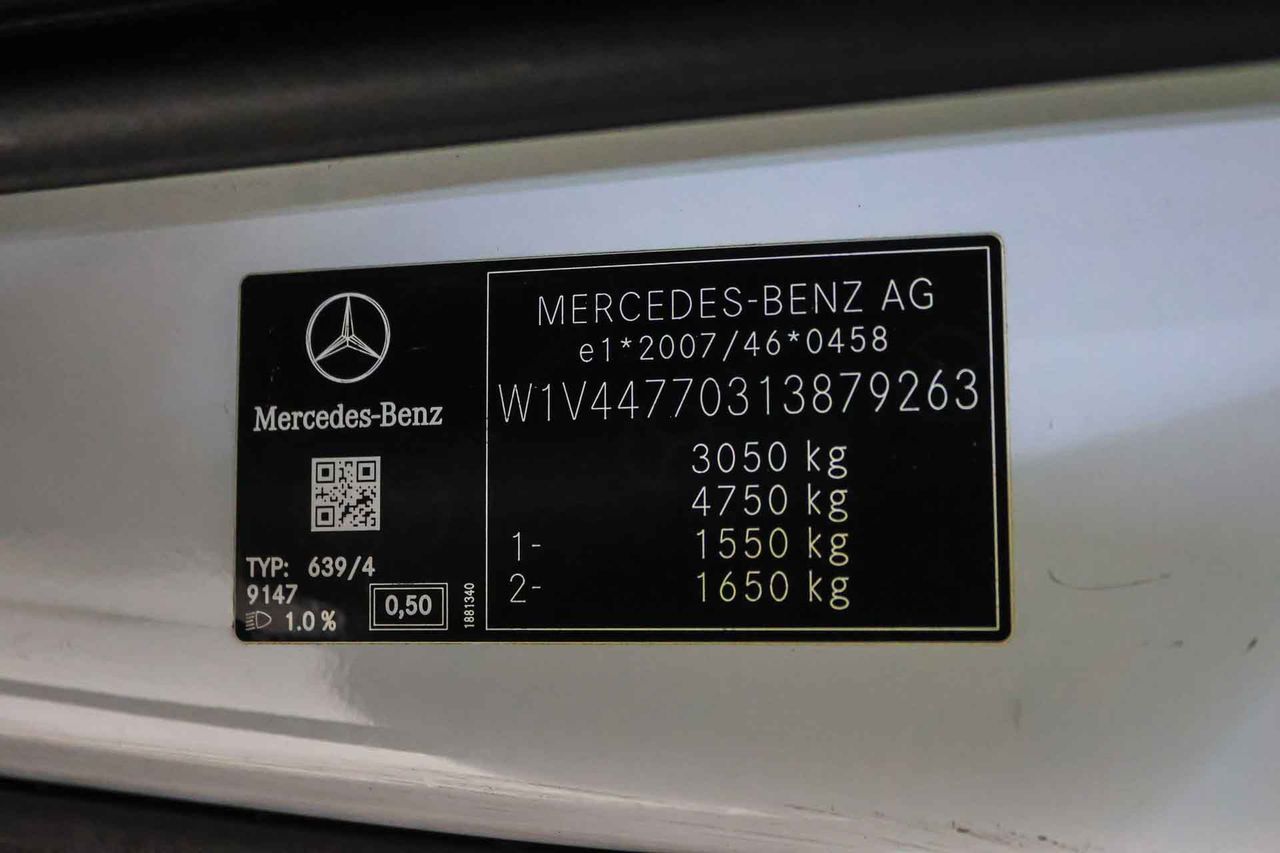 Mercedes-Benz
TYP: 639/4
9147
1.0 %
0,50
1881340
MERCEDES-BENZ AG
e1*2007/46*0458
W1V44770313879263
3050 kg
4750 kg
1- 1550 kg
2- 1650 kg